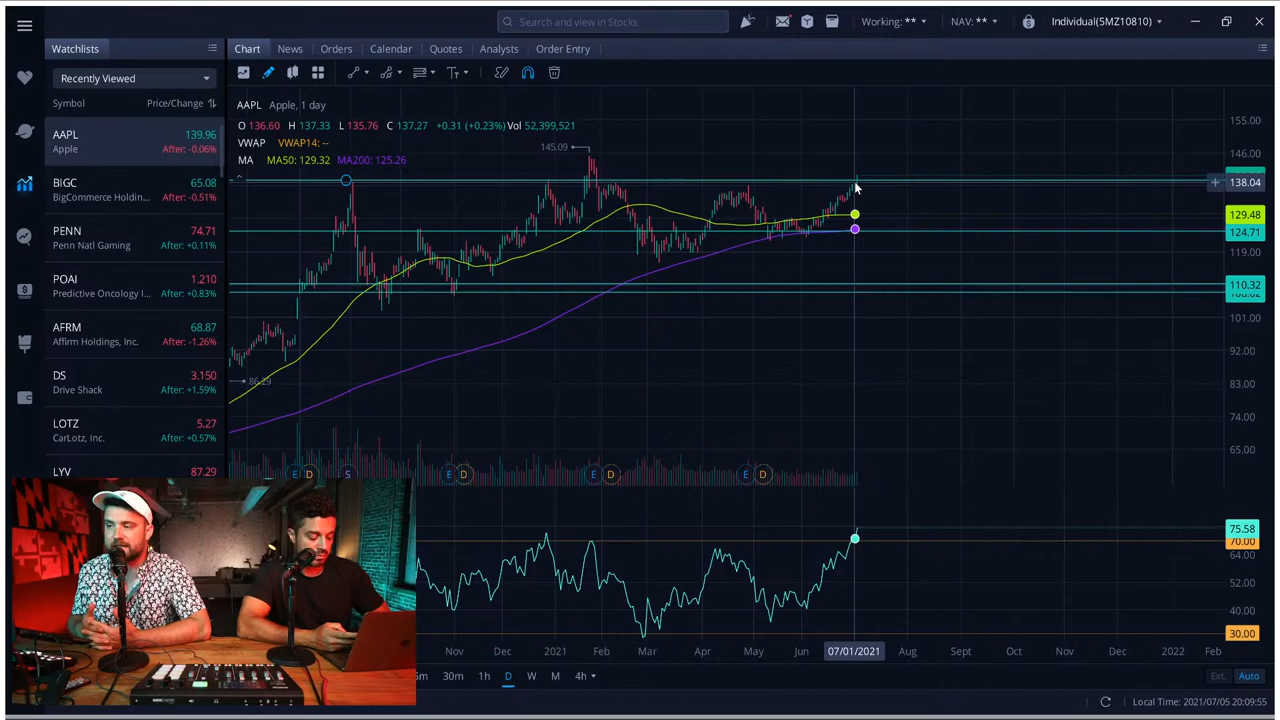 Search and view in Stocks
Working: **
NAV: **
Individual(5MZ10810)
Watchlists
Chart News Orders Calendar Quotes Analysts Order Entry
Recently Viewed
Symbol Price/Change
AAPL 139.96
Apple After: -0.06%
BIGC 65.08
BigCommerce Holdin... After: -0.51%
PENN 74.71
Penn Natl Gaming After: +0.11%
POAI 1.210
Predictive Oncology I... After: +0.83%
AFRM 68.87
Affirm Holdings, Inc. After: -1.26%
DS 3.150
Drive Shack After: +1.59%
LOTZ 5.27
CarLotz, Inc. After: +0.57%
LYV 87.29
AAPL Apple, 1 day
O 136.60 H 137.33 L 135.76 C 137.27 +0.31 (+0.23%) Vol 52,399,521
VWAP VWAP14: --
MA MA50: 129.32 MA200: 125.26
145.09
86.29
155.00
146.00
138.04
129.48
124.71
119.00
110.32
101.00
92.00
83.00
74.00
65.00
E D S E D E D E D
75.58
70.00
64.00
52.00
40.00
30.00
Nov Dec 2021 Feb Mar Apr May Jun 07/01/2021 Aug Sept Oct Nov Dec 2022 Feb
30m 1h D W M 4h
Ext. Auto
Local Time: 2021/07/05 20:09:55